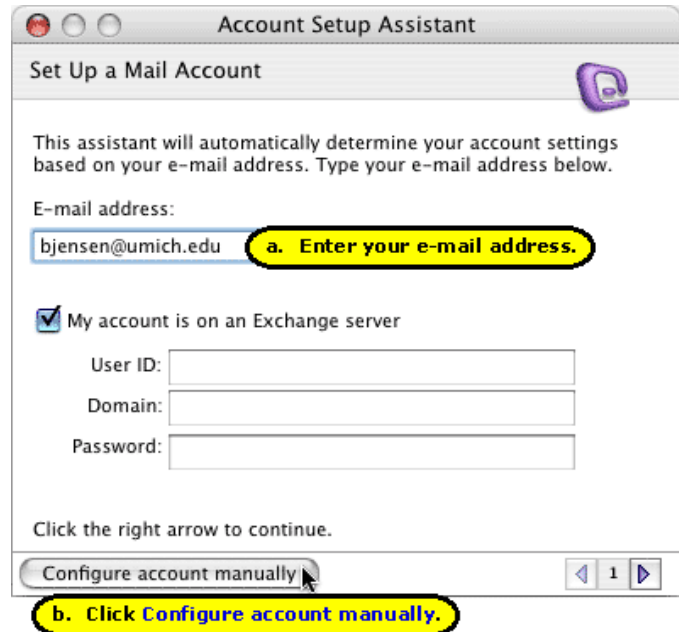 Account Setup Assistant
Set Up a Mail Account
This assistant will automatically determine your account settings
based on your e-mail address. Type your e-mail address below.
E-mail address:
bjensen@umich.edu
a. Enter your e-mail address.
My account is on an Exchange server
User ID:
Domain:
Password:
Click the right arrow to continue.
Configure account manually
1
b. Click Configure account manually.